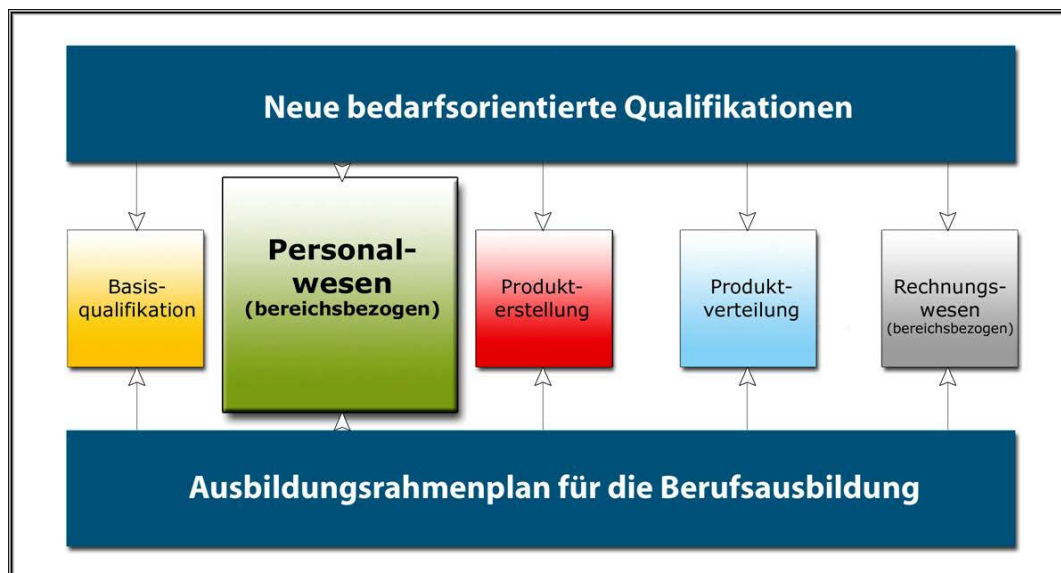 Neue bedarfsorientierte Qualifikationen
Basis-
qualifikation
Personal-
wesen
(bereichsbezogen)
Produkt-
erstellung
Produkt-
verteilung
Rechnungs-
wesen
(bereichsbezogen)
Ausbildungsrahmenplan für die Berufsausbildung